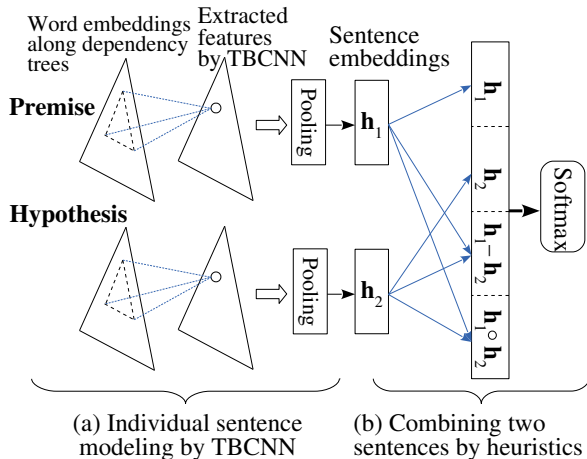 Word embeddings
along dependency
trees
Extracted
features
by TBCNN
Sentence
embeddings
Premise
Pooling
h₁
Hypothesis
Pooling
h₂
h₁
h₂
h₁− h₂
h₁ ∘ h₂
Softmax
(a) Individual sentence
modeling by TBCNN
(b) Combining two
sentences by heuristics